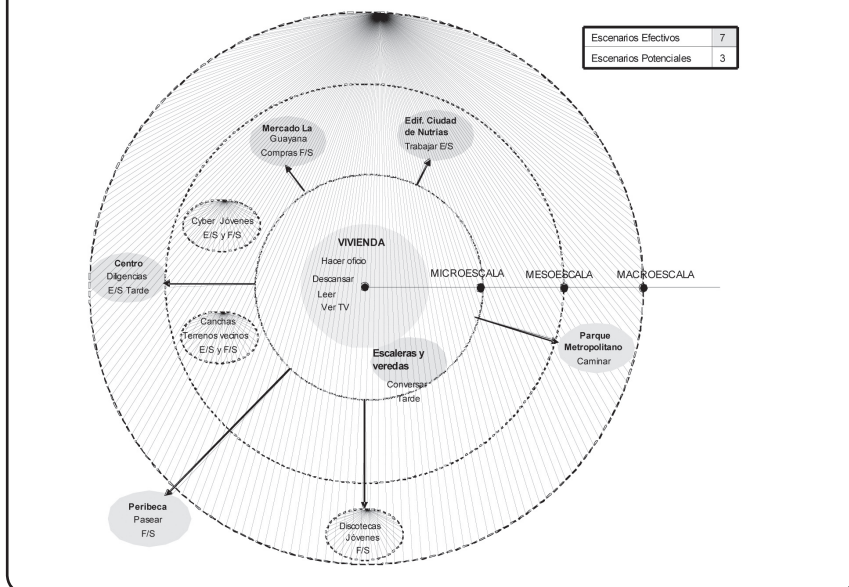 Escenarios Efectivos 7
Escenarios Potenciales 3
Mercado La
Guayana
Compras F/S
Edif. Ciudad
de Nutrias
Trabajar E/S
Cyber Jóvenes
E/S y F/S
VIVIENDA
Hacer ofício
Descansar
Leer
Ver TV
MICROESCALA
MESOESCALA
MACROESCALA
Centro
Diligencias
E/S Tarde
Canchas
Terrenos vecinos
E/S y F/S
Escaleras y
veredas
Conversar
Tarde
Parque
Metropolitano
Caminar
Peribeca
Pasear
F/S
Discotecas
Jóvenes
F/S